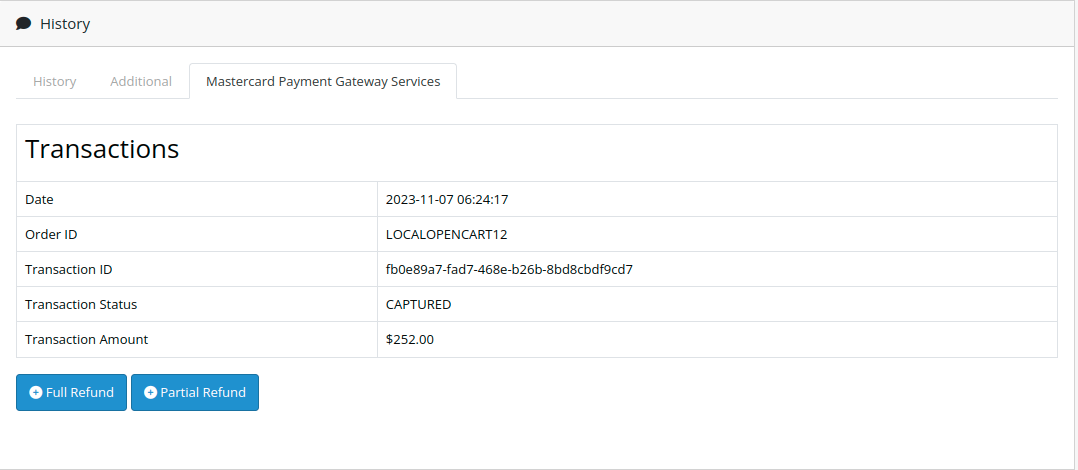 History
History Additional Mastercard Payment Gateway Services
Transactions
Date 2023-11-07 06:24:17
Order ID LOCALOPENCART12
Transaction ID fb0e89a7-fad7-468e-b26b-8bd8cbdf9cd7
Transaction Status CAPTURED
Transaction Amount $252.00
Full Refund Partial Refund